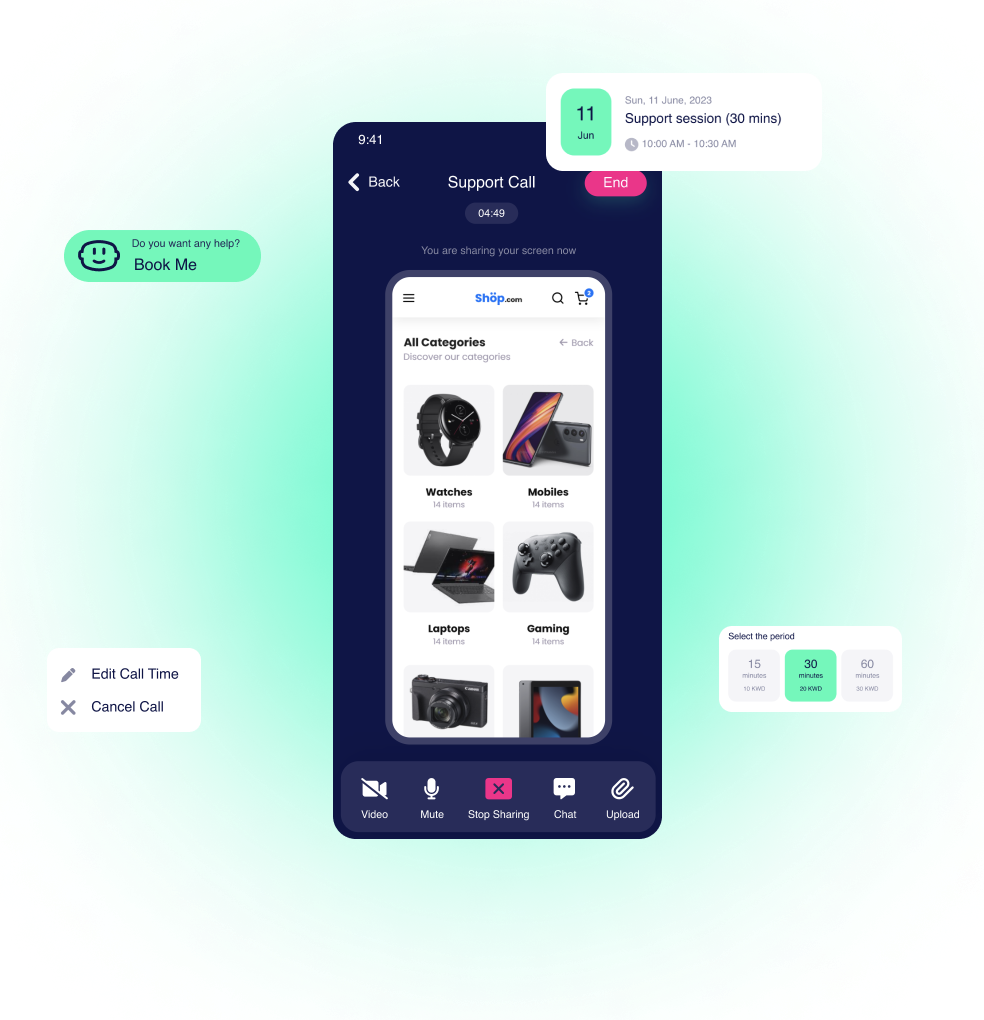 11
Jun
Sun, 11 June, 2023
Support session (30 mins)
10:00 AM - 10:30 AM
9:41
Back
Support Call
End
04:49
You are sharing your screen now
Do you want any help?
Book Me
Shöp.com
2
All Categories
Back
Discover our categories
Watches
14 items
Mobiles
14 items
Laptops
14 items
Gaming
14 items
Canon
Edit Call Time
Cancel Call
Select the period
15
minutes
10 KWD
30
minutes
20 KWD
60
minutes
30 KWD
Video
Mute
Stop Sharing
Chat
Upload